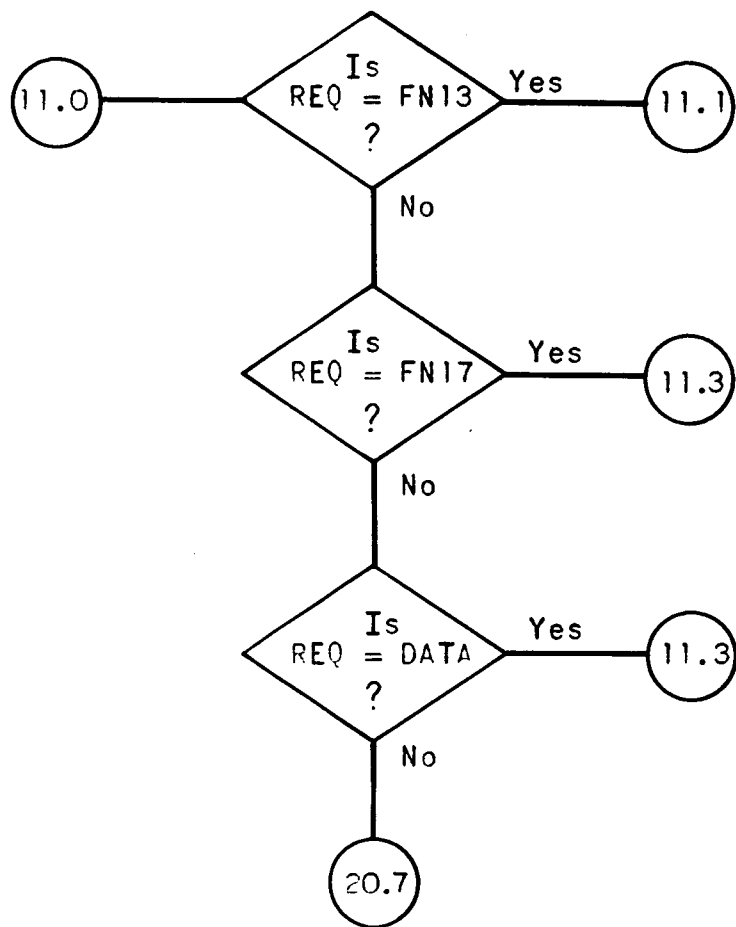 Is
11.0
REQ = FN13
Yes
11.1
?
No
Is
REQ = FN17
Yes
11.3
?
No
Is
REQ = DATA
Yes
11.3
?
No
20.7